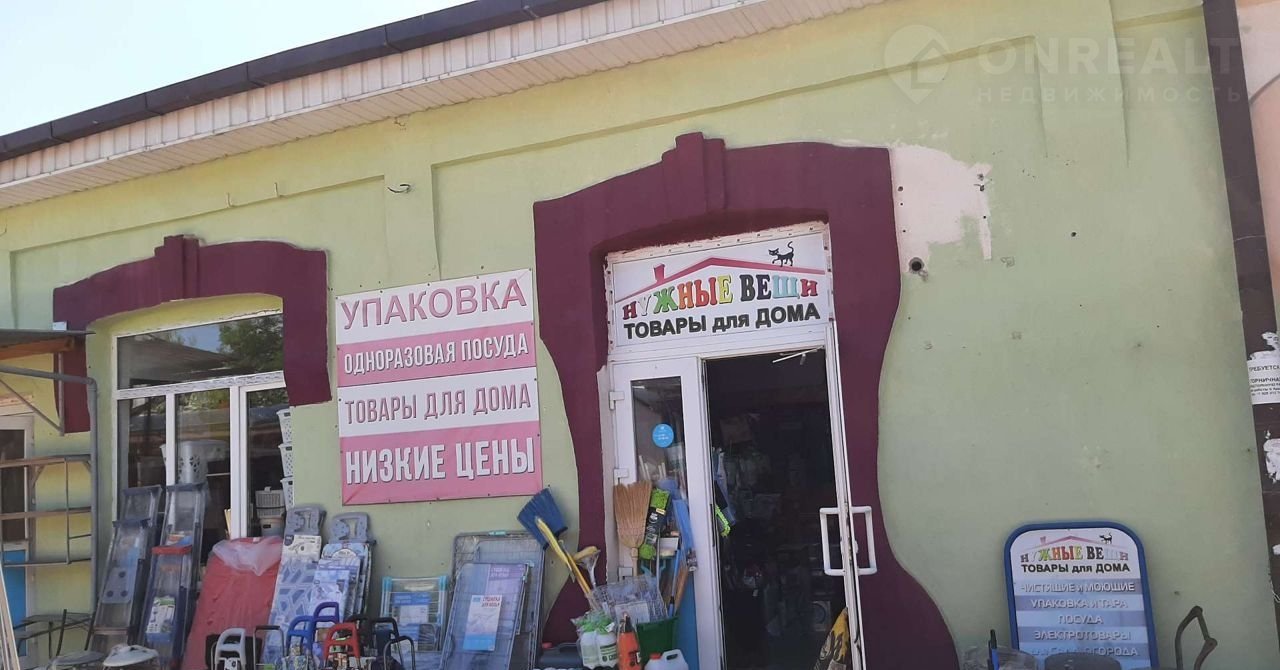 ONREALT
НЕДВИЖИМОСТЬ
УПАКОВКА
ОДНОРАЗОВАЯ ПОСУДА
ТОВАРЫ ДЛЯ ДОМА
НИЗКИЕ ЦЕНЫ
НУЖНЫЕ ВЕЩИ
ТОВАРЫ для ДОМА
НУЖНЫЕ ВЕЩИ
ТОВАРЫ для ДОМА
ЧИСТЯЩИЕ и МОЮЩИЕ
УПАКОВКА И ТАРА
ПОСУДА
ЭЛЕКТРОТОВАРЫ